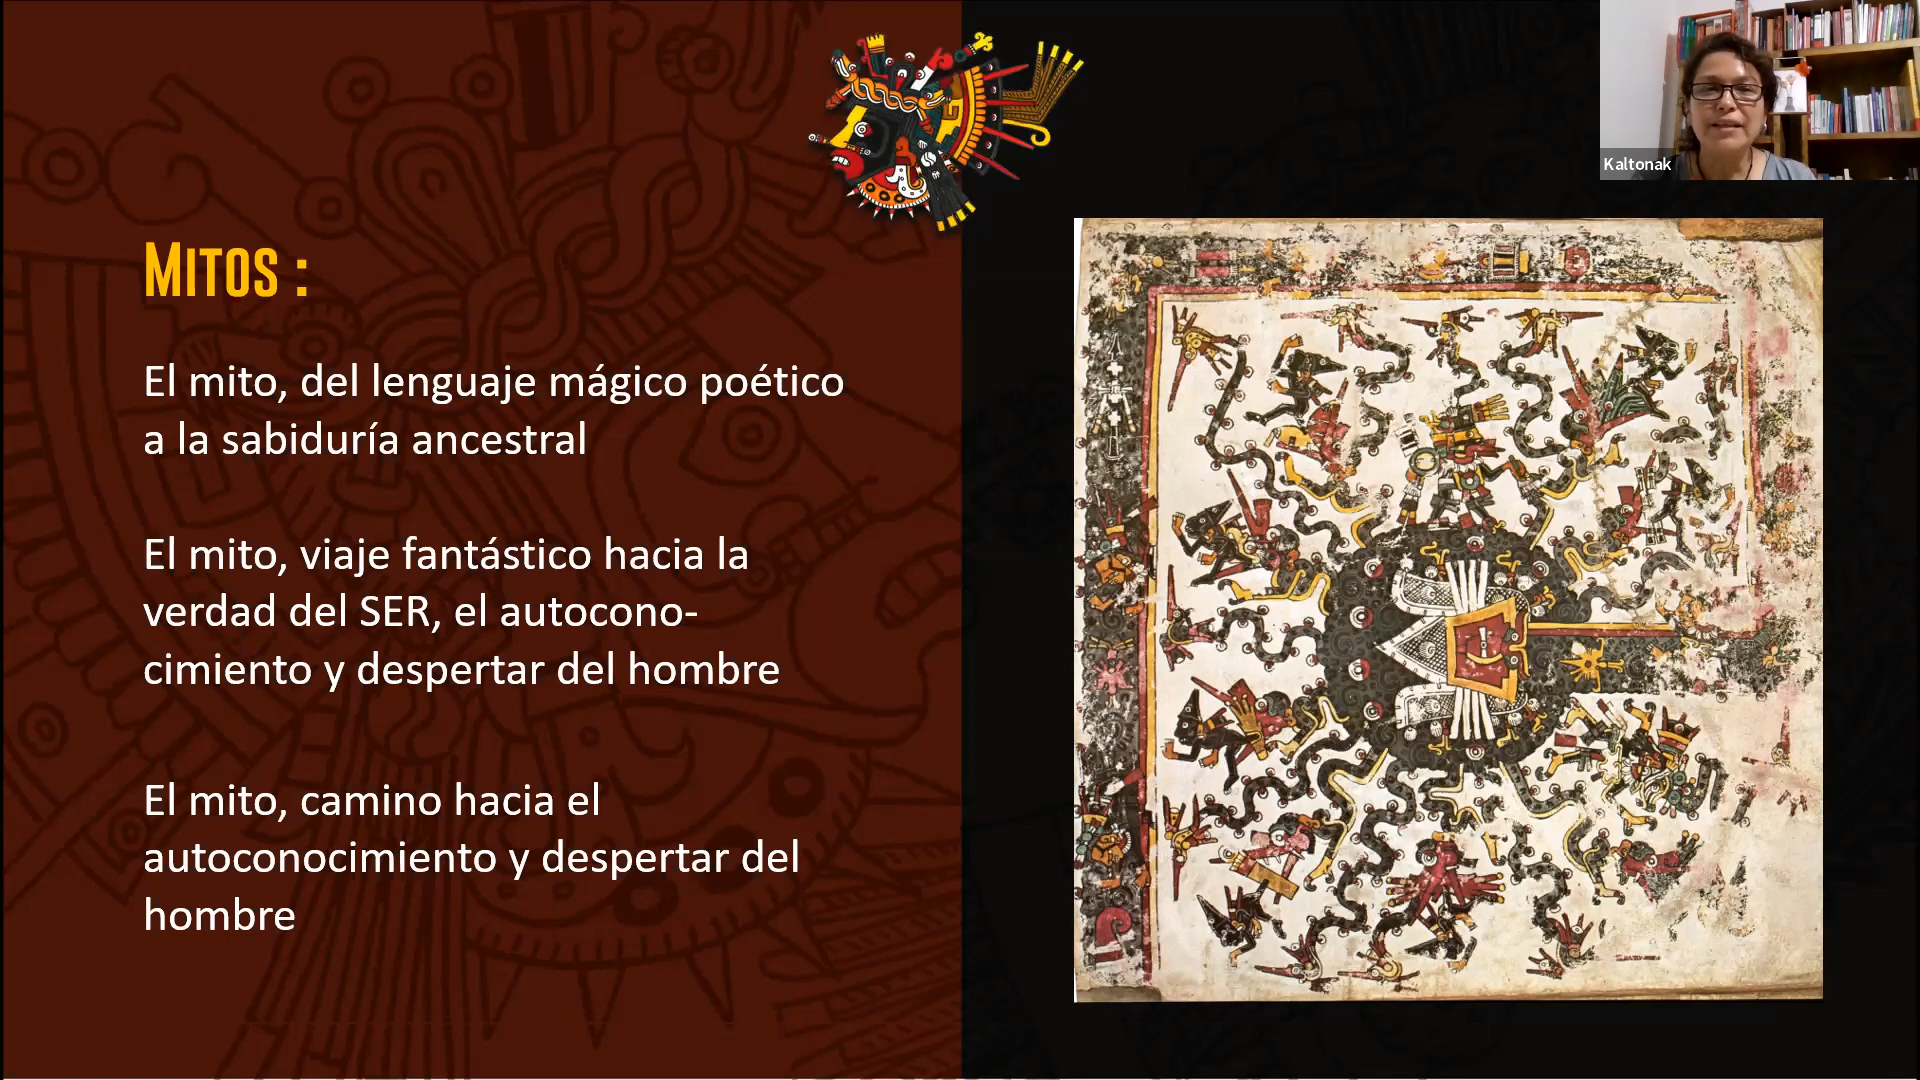 Kaltonak
Mitos :
El mito, del lenguaje mágico poético
a la sabiduría ancestral
El mito, viaje fantástico hacia la
verdad del SER, el autocono-
cimiento y despertar del hombre
El mito, camino hacia el
autoconocimiento y despertar del
hombre